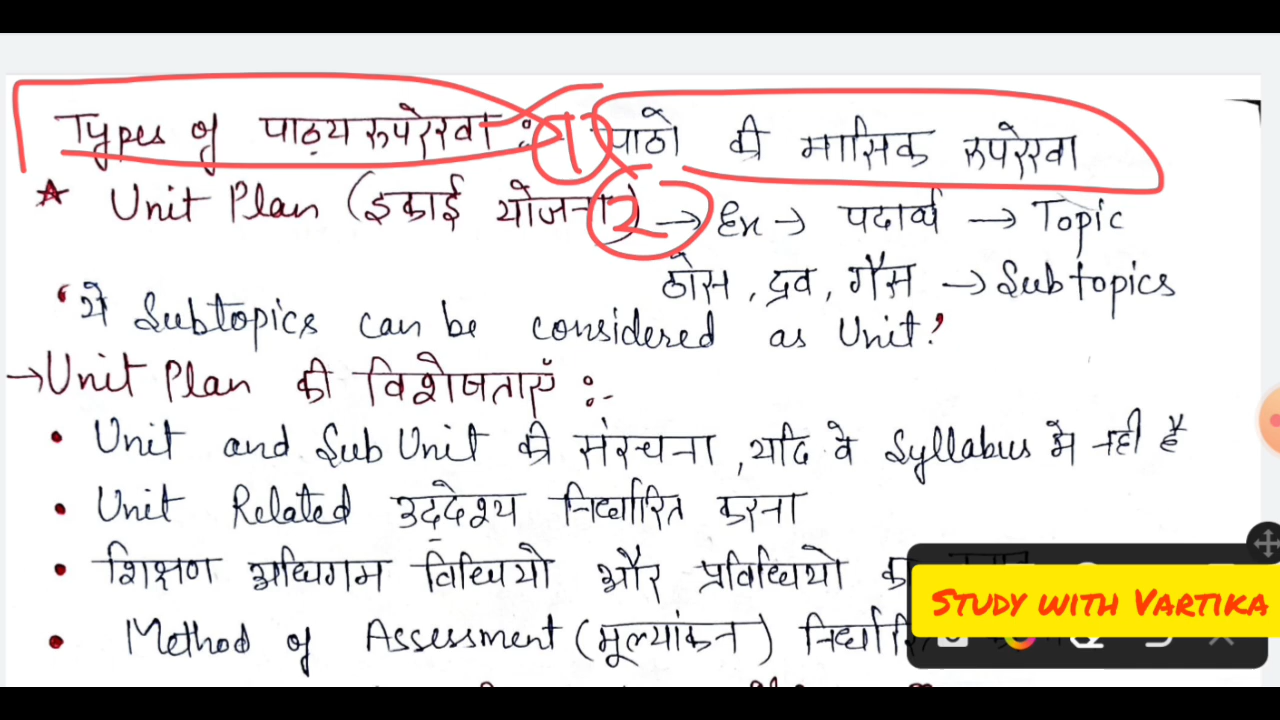 Types of पाठ्य रुपरेखा : 1 पाठो की मासिक रुपरेखा
★ Unit Plan (इकाई योजना) 2 → Ex → पदार्थ → Topic
ठोस, द्रव, गैस → Subtopics
'ये Subtopics can be considered as Unit'
→ Unit Plan की विशेषताएँ :-
• Unit and Sub Unit की संरचना, यदि वे Syllabus मे नही हैं
• Unit Related उद्देश्य निर्धारित करना
• शिक्षण अधिगम विधियो और प्रविधियो
• Method of Assessment (मूल्यांकन)
STUDY WITH VARTIKA